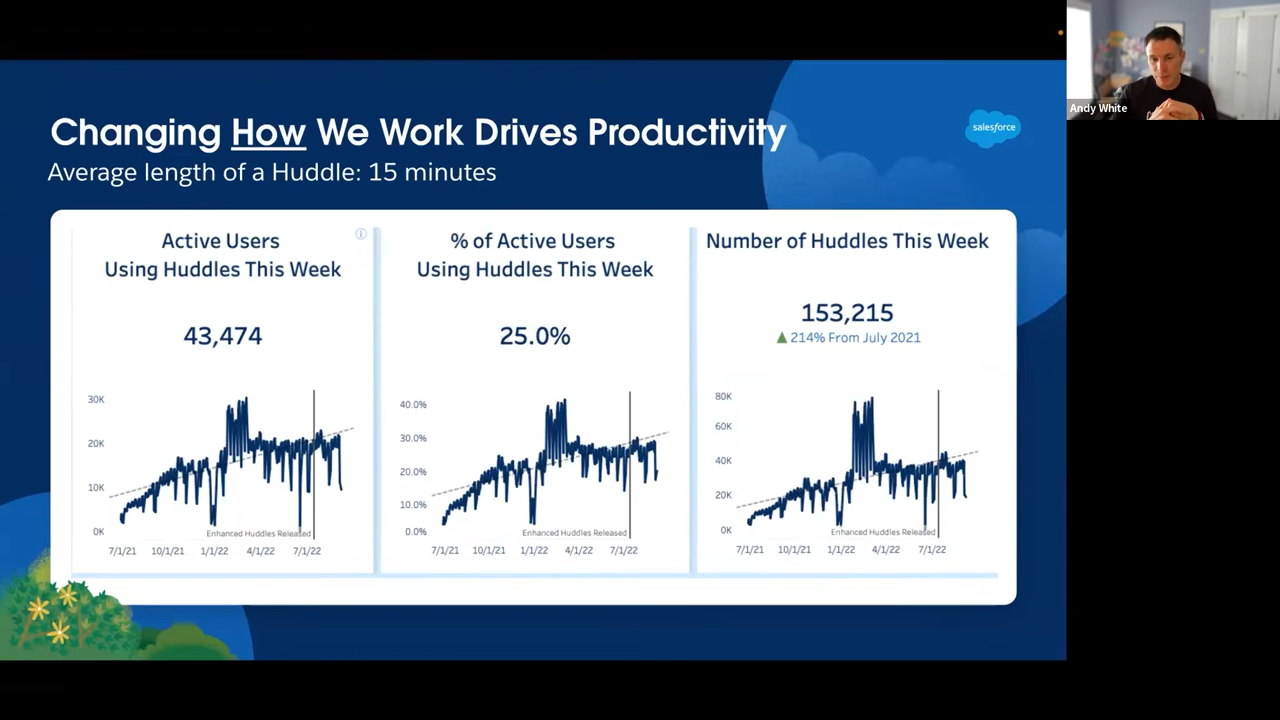 Changing How We Work Drives Productivity
salesforce
Andy White
Average length of a Huddle: 15 minutes
Active Users
Using Huddles This Week
43,474
30K
20K
10K
0K
Enhanced Huddles Released
7/1/21 10/1/21 1/1/22 4/1/22 7/1/22
% of Active Users
Using Huddles This Week
25.0%
40.0%
30.0%
20.0%
10.0%
0.0%
Enhanced Huddles Released
7/1/21 10/1/21 1/1/22 4/1/22 7/1/22
Number of Huddles This Week
153,215
214% From July 2021
80K
60K
40K
20K
0K
Enhanced Huddles Released
7/1/21 10/1/21 1/1/22 4/1/22 7/1/22